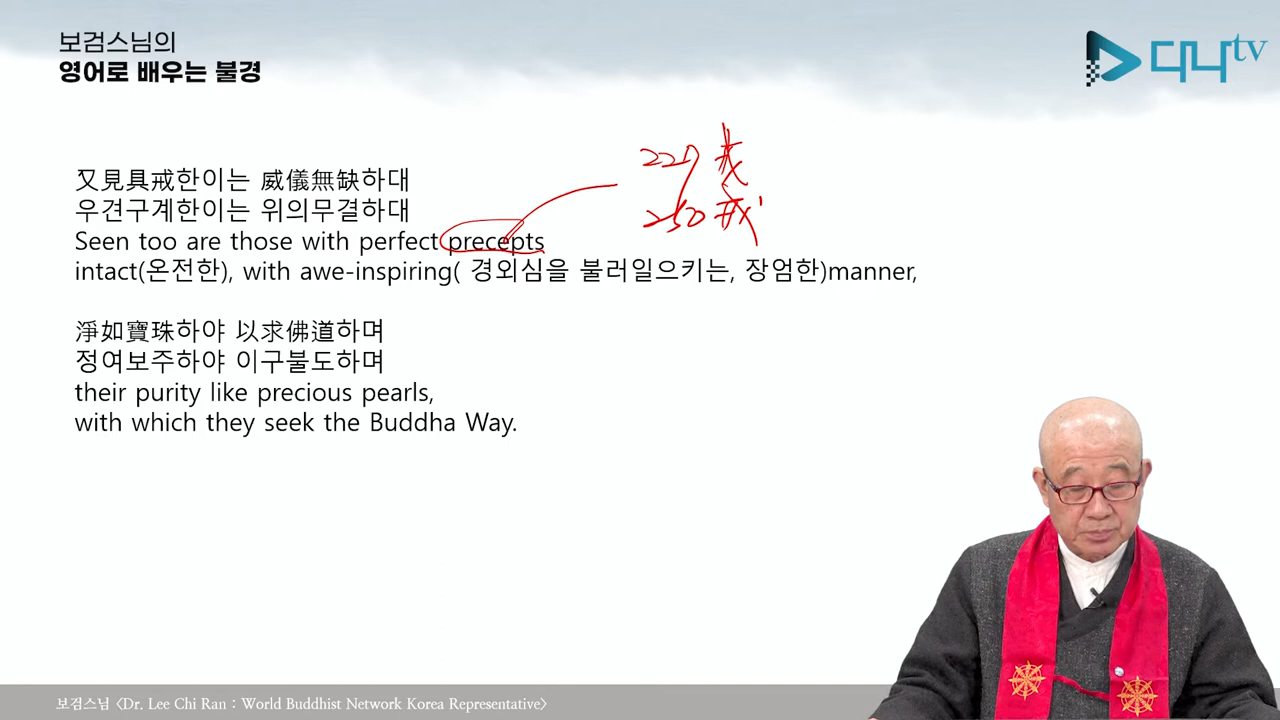 보검스님의
영어로 배우는 불경
디나tv
又見具戒한이는 威儀無缺하대
우견구계한이는 위의무결하대
Seen too are those with perfect precepts
intact(온전한), with awe-inspiring( 경외심을 불러일으키는, 장엄한)manner,
227 戒
250 戒
淨如寶珠하야 以求佛道하며
정여보주하야 이구불도하며
their purity like precious pearls,
with which they seek the Buddha Way.
보검스님 <Dr. Lee Chi Ran : World Buddhist Network Korea Representative>